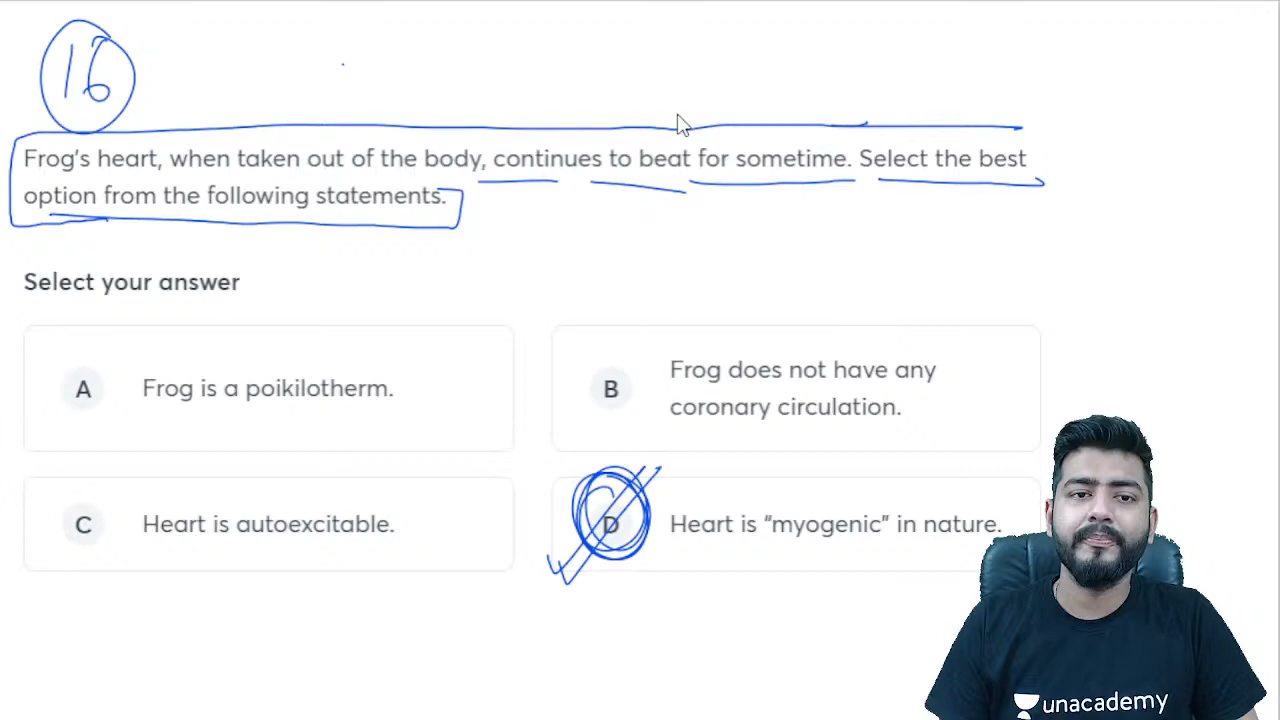 16
Frog's heart, when taken out of the body, continues to beat for sometime. Select the best
option from the following statements.
Select your answer
A Frog is a poikilotherm.
B Frog does not have any
coronary circulation.
C Heart is autoexcitable.
D Heart is "myogenic" in nature.
unacademy